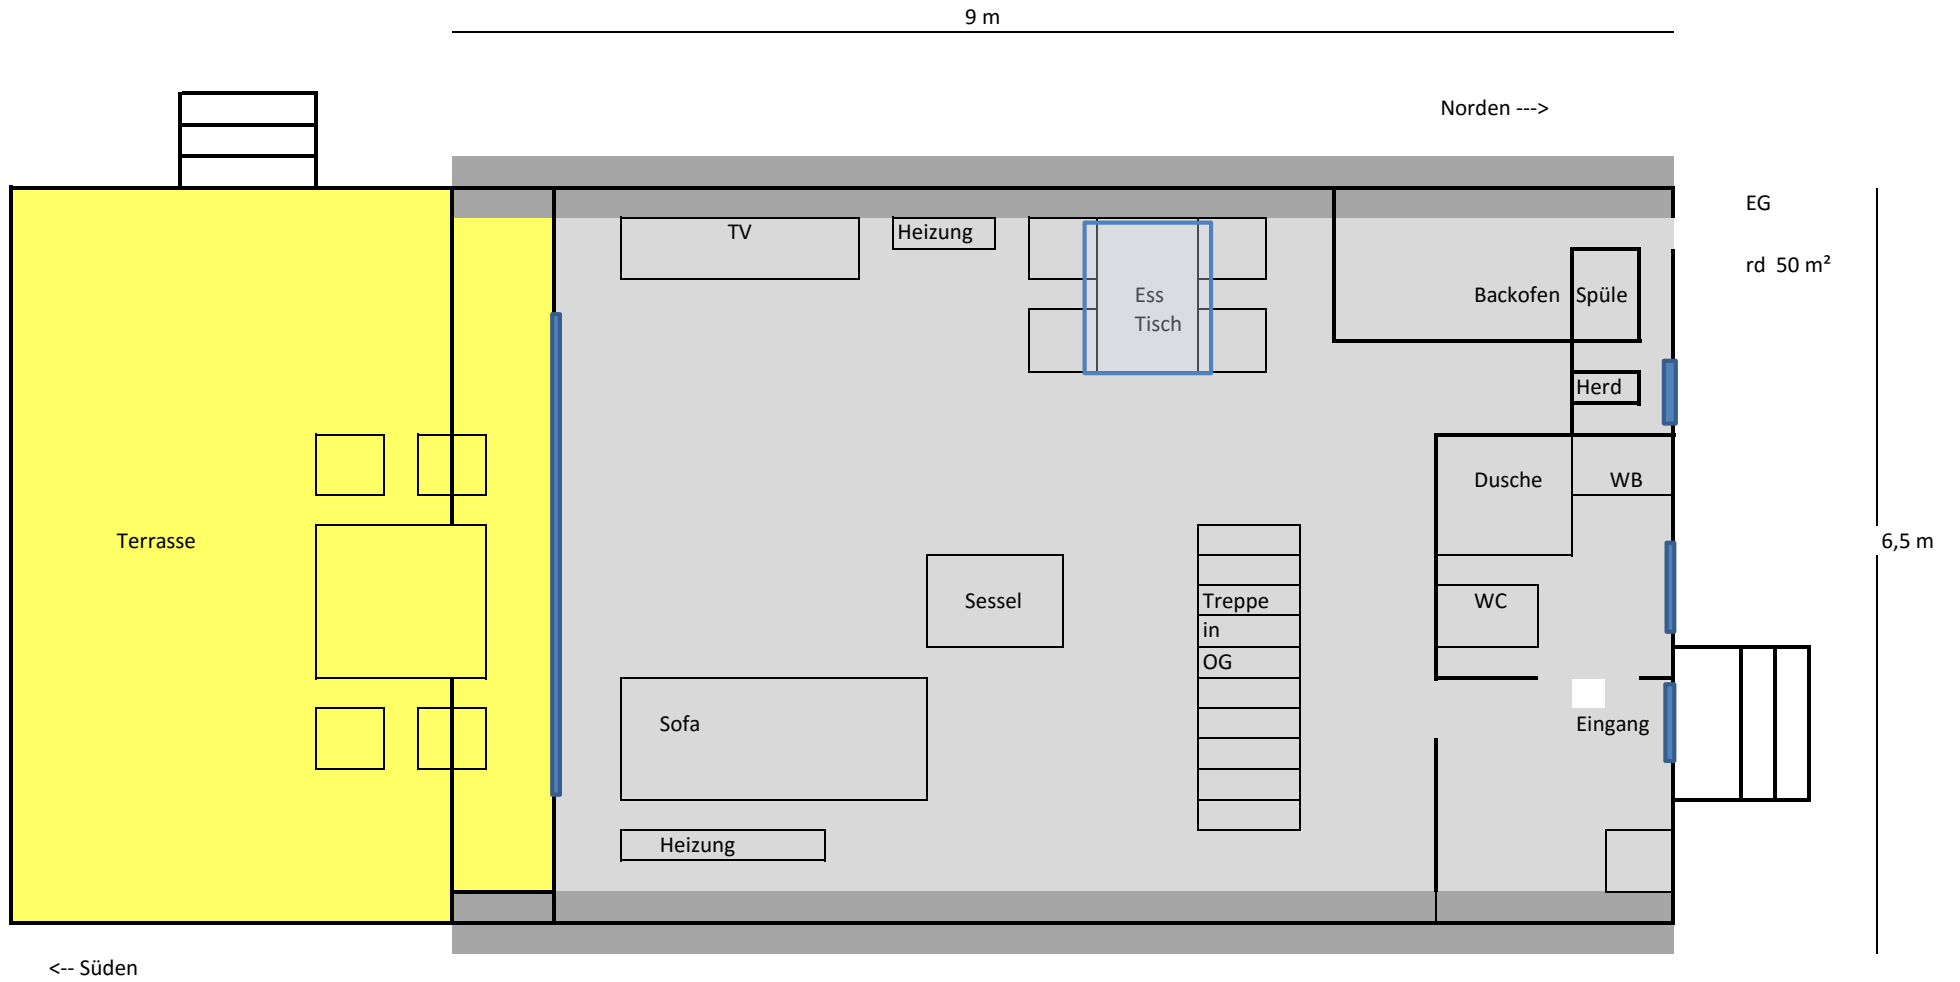 9 m
Norden --->
EG
TV
Heizung
rd  50 m²
Ess
Tisch
Backofen
Spüle
Herd
Dusche
WB
Terrasse
6,5 m
Sessel
Treppe
in
OG
WC
Sofa
Eingang
Heizung
<-- Süden